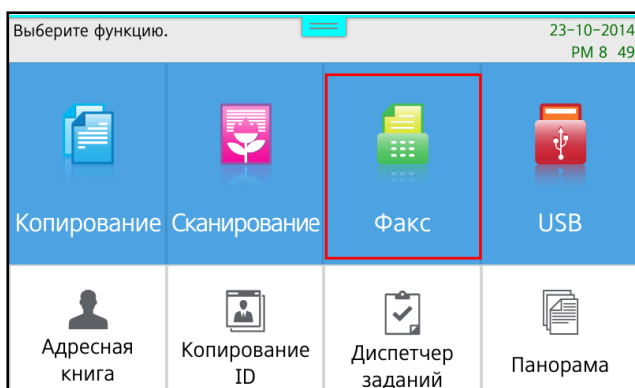 Выберите функцию.
23-10-2014
PM 8 49
Копирование
Сканирование
Факс
USB
Адресная
книга
Копирование
ID
Диспетчер
заданий
Панорама